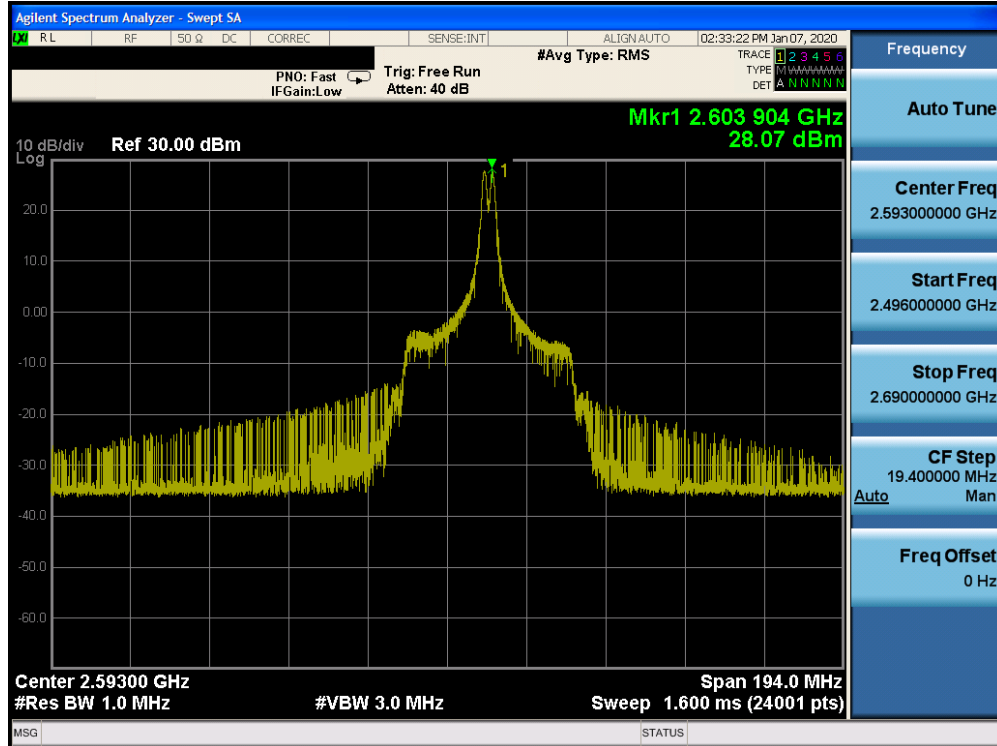 Agilent Spectrum Analyzer - Swept SA
LXI RL RF 50 Ω DC CORREC SENSE:INT ALIGN AUTO 02:33:22 PM Jan 07, 2020
Frequency
#Avg Type: RMS
TRACE 1 2 3 4 5 6
PNO: Fast Trig: Free Run
TYPE M W W W W W
IFGain:Low Atten: 40 dB
DET A N N N N N
Mkr1 2.603 904 GHz
28.07 dBm
10 dB/div Ref 30.00 dBm
Log
1
20.0
10.0
0.00
-10.0
-20.0
-30.0
-40.0
-50.0
-60.0
Center 2.59300 GHz Span 194.0 MHz
#Res BW 1.0 MHz #VBW 3.0 MHz Sweep 1.600 ms (24001 pts)
Auto Tune
Center Freq
2.593000000 GHz
Start Freq
2.496000000 GHz
Stop Freq
2.690000000 GHz
CF Step
19.400000 MHz
Auto Man
Freq Offset
0 Hz
MSG STATUS